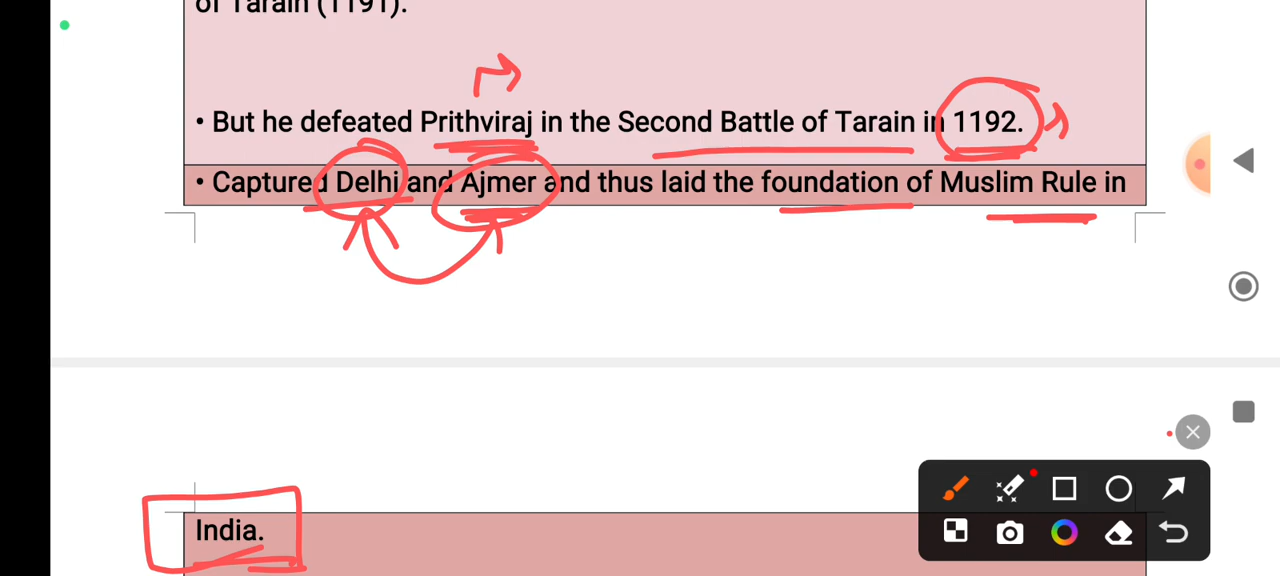 of Tarain (1191).
• But he defeated Prithviraj in the Second Battle of Tarain in 1192.
• Captured Delhi and Ajmer and thus laid the foundation of Muslim Rule in
India.